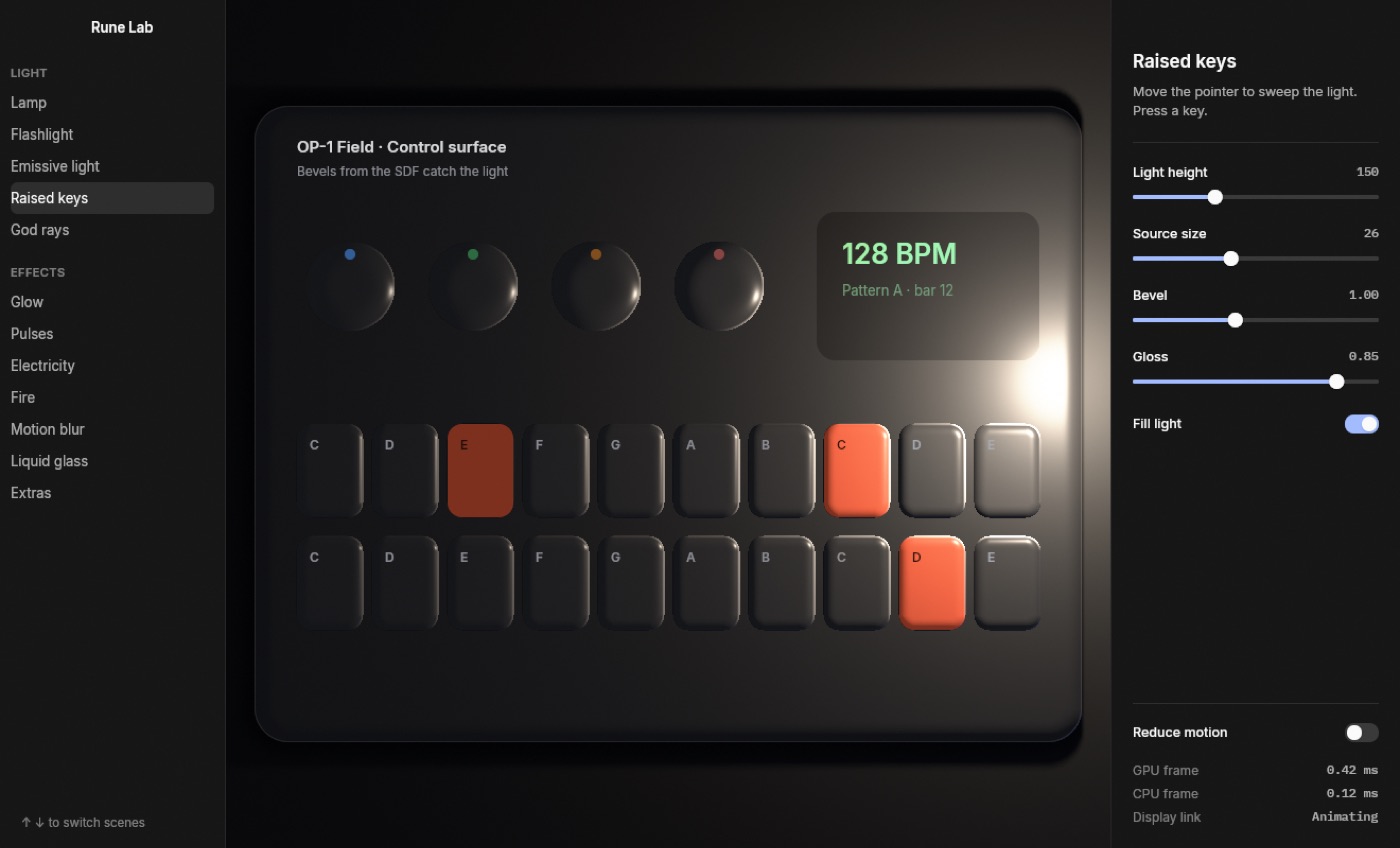 Rune Lab
LIGHT
Lamp
Flashlight
Emissive light
Raised keys
God rays
EFFECTS
Glow
Pulses
Electricity
Fire
Motion blur
Liquid glass
Extras
↑ ↓ to switch scenes
OP-1 Field · Control surface
Bevels from the SDF catch the light
128 BPM
Pattern A · bar 12
C D E F G A B C D E
C D E F G A B C D E
Raised keys
Move the pointer to sweep the light.
Press a key.
Light height 150
Source size 26
Bevel 1.00
Gloss 0.85
Fill light
Reduce motion
GPU frame 0.42 ms
CPU frame 0.12 ms
Display link Animating